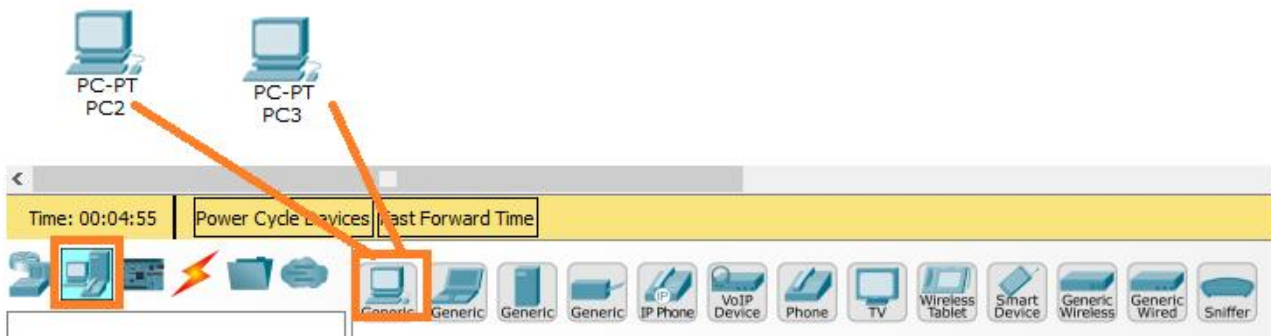 PC-PT
PC2
PC-PT
PC3
Time: 00:04:55
Power Cycle Devices Fast Forward Time
Generic
Generic
Generic
Generic
IP
IP Phone
VoIP
Device
Phone
TV
Wireless
Tablet
Smart
Device
Generic
Wireless
Generic
Wired
Sniffer